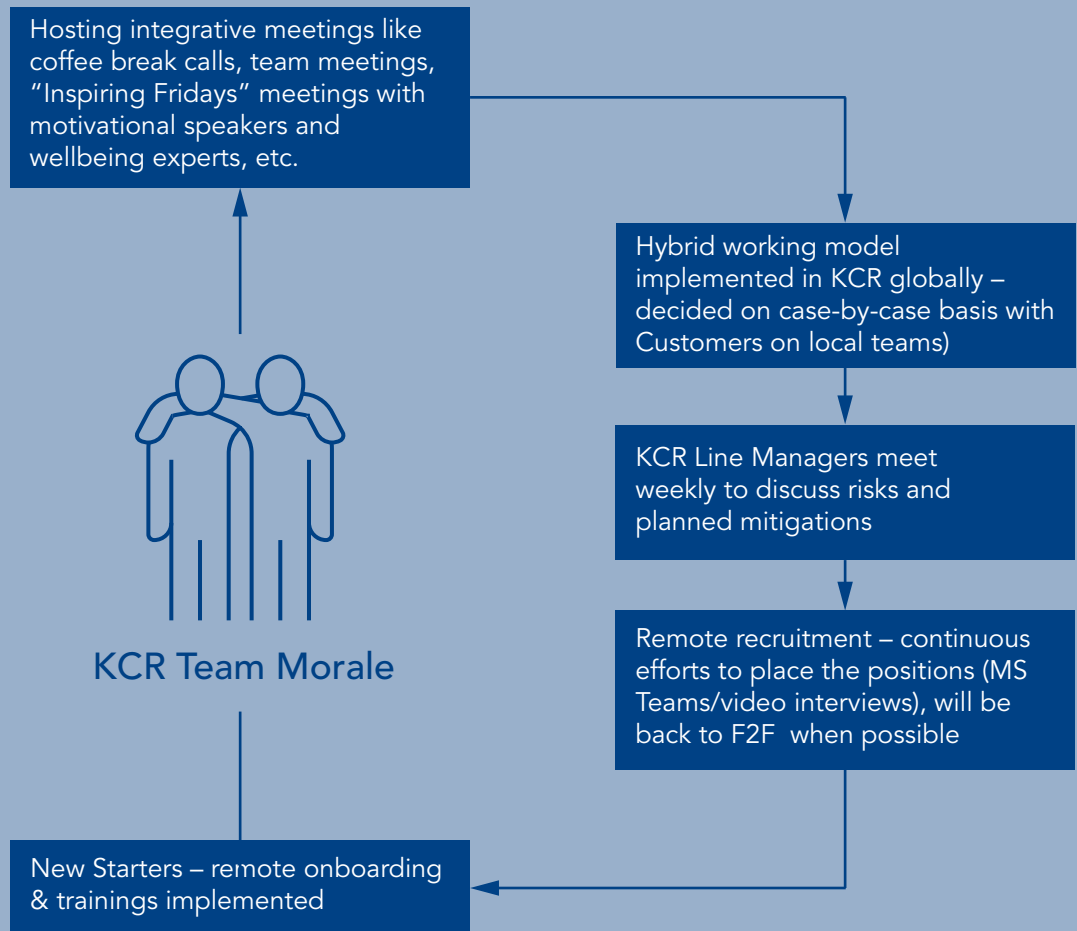 Hosting integrative meetings like
coffee break calls, team meetings,
“Inspiring Fridays” meetings with
motivational speakers and
wellbeing experts, etc.
Hybrid working model
implemented in KCR globally –
decided on case-by-case basis with
Customers on local teams)
KCR Line Managers meet
weekly to discuss risks and
planned mitigations
Remote recruitment – continuous
efforts to place the positions (MS
Teams/video interviews), will be
back to F2F  when possible
New Starters – remote onboarding
& trainings implemented
KCR Team Morale